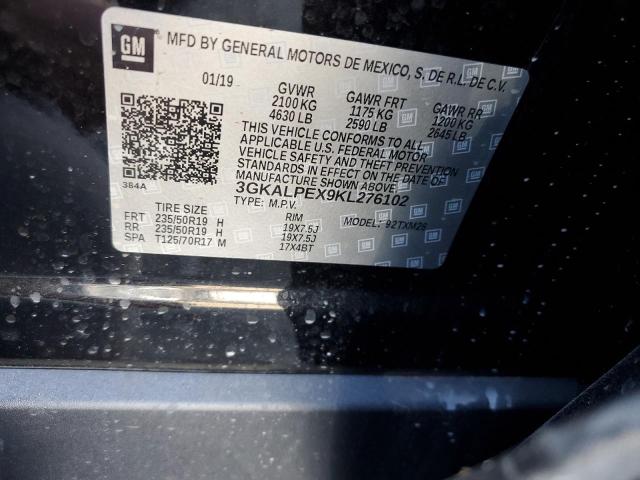 GM MFD BY GENERAL MOTORS DE MEXICO, S. DE R.L. DE C.V.
01/19 GVWR GAWR FRT GAWR RR
2100 KG 1175 KG 1200 KG
4630 LB 2590 LB 2645 LB
THIS VEHICLE CONFORMS TO ALL
APPLICABLE U.S. FEDERAL MOTOR
VEHICLE SAFETY AND THEFT
PREVENTION STANDARDS IN
EFFECT ON THE DATE OF
MANUFACTURE SHOWN ABOVE.
384A 3GKALPEX9KL276102
TYPE: M.P.V. MODEL: 92TXM26
TIRE SIZE RIM
FRT 235/50R19 H 19X7.5J
RR 235/50R19 H 19X7.5J
SPA T125/70R17 M 17X4BT